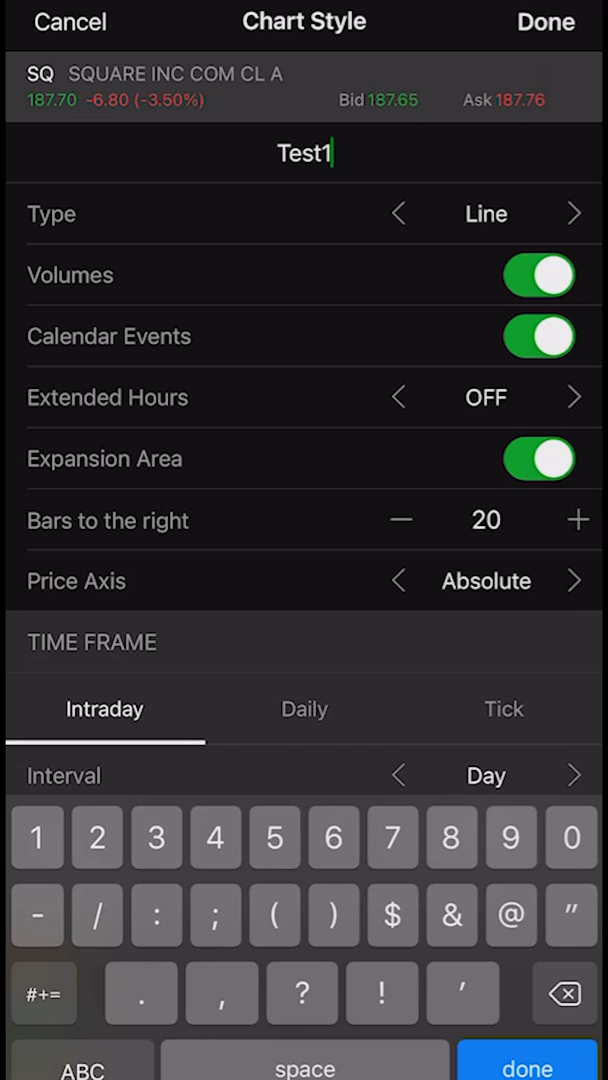 Cancel Chart Style Done
SQ SQUARE INC COM CL A
187.70 -6.80 (-3.50%) Bid 187.65 Ask 187.76
Test1
Type Line
Volumes
Calendar Events
Extended Hours OFF
Expansion Area
Bars to the right 20
Price Axis Absolute
TIME FRAME
Intraday Daily Tick
Interval Day
1 2 3 4 5 6 7 8 9 0
- / : ; ( ) $ & @ "
#+= . , ? ! '
ABC space done